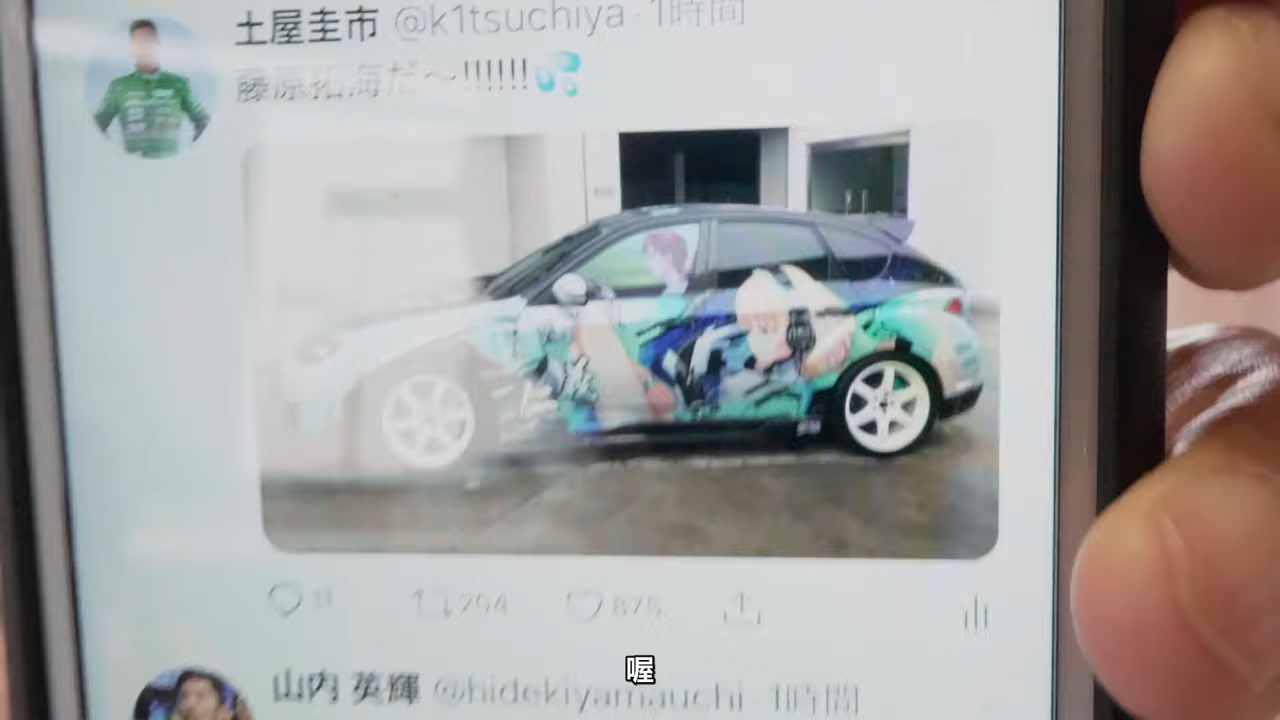 土屋圭市 @k1tsuchiya · 1時間
藤原拓海だ〜!!!!!!💦
11 294 875
山内 英輝 @hidekiyamauchi · 1時間
喔